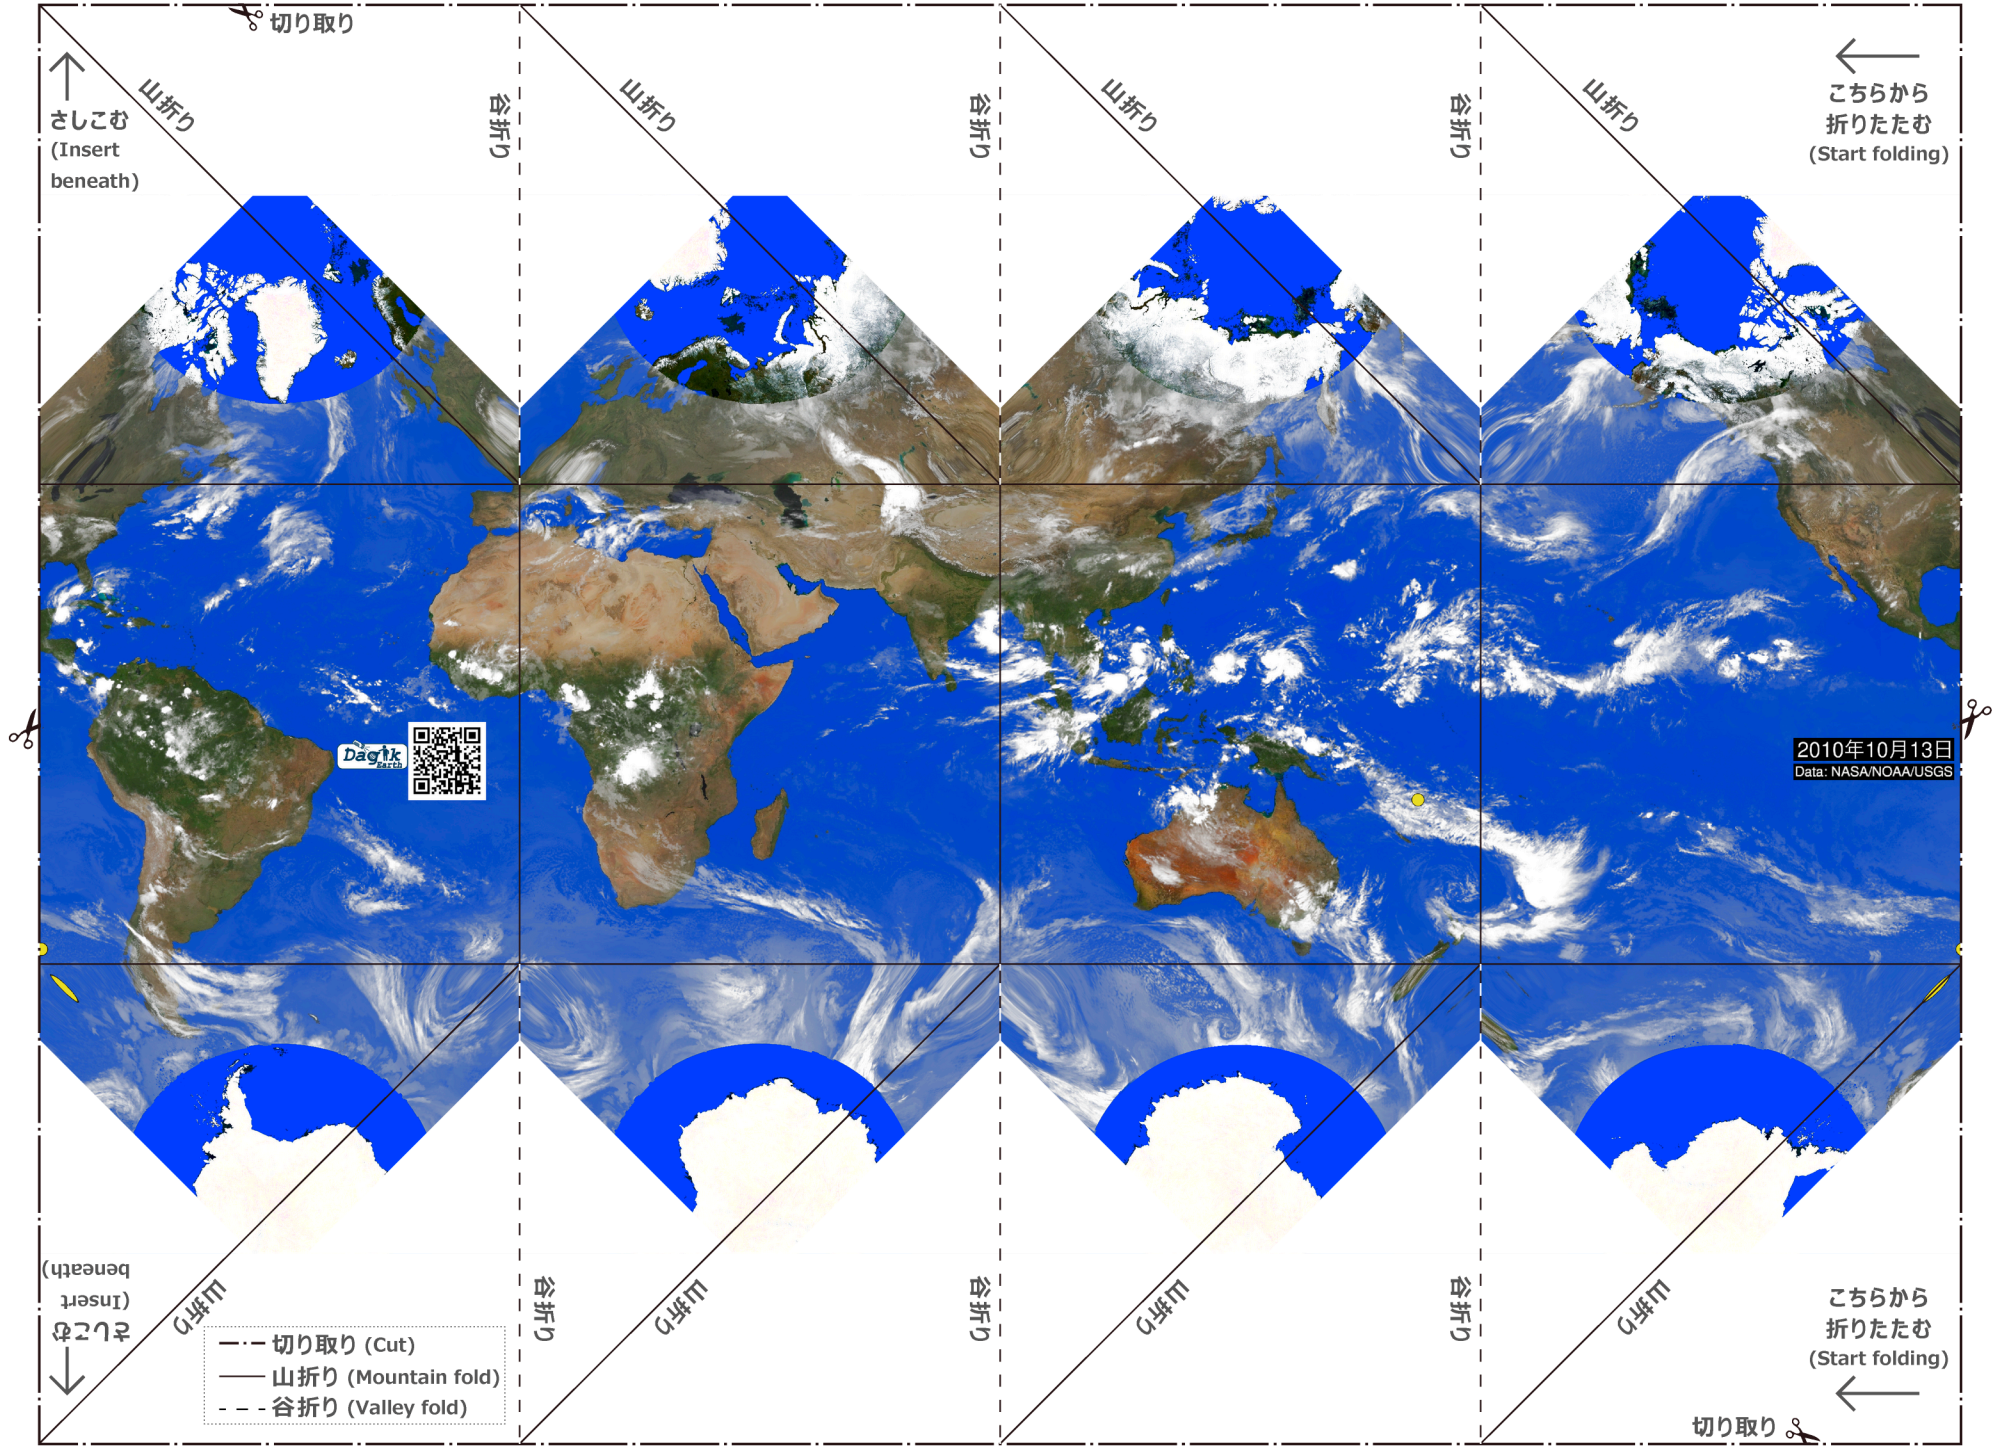 切り取り
さしこむ
(Insert
beneath)
山折り
谷折り
山折り
谷折り
山折り
谷折り
山折り
こちらから
折りたたむ
(Start folding)
Dagik
Earth
2010年10月13日
Data: NASA/NOAA/USGS
さしこむ
(Insert
beneath)
山折り
谷折り
山折り
谷折り
山折り
谷折り
山折り
こちらから
折りたたむ
(Start folding)
切り取り (Cut)
山折り (Mountain fold)
谷折り (Valley fold)
切り取り